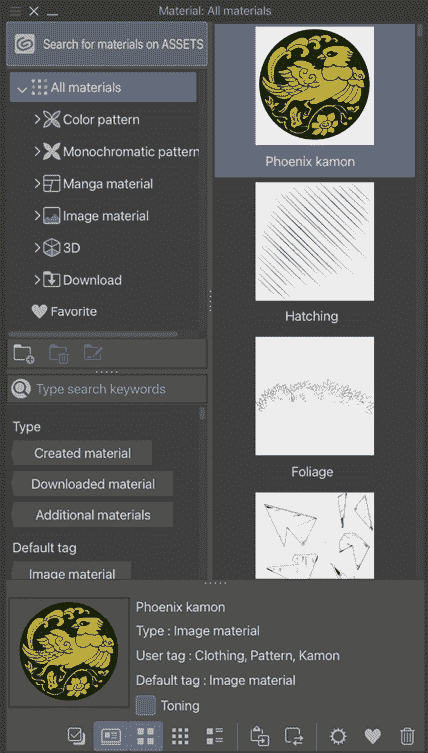 Material: All materials
Search for materials on ASSETS
All materials
Color pattern
Monochromatic pattern
Manga material
Image material
3D
Download
Favorite
Type search keywords
Type
Created material
Downloaded material
Additional materials
Default tag
Image material
Phoenix kamon
Hatching
Foliage
Phoenix kamon
Type : Image material
User tag : Clothing, Pattern, Kamon
Default tag : Image material
Toning